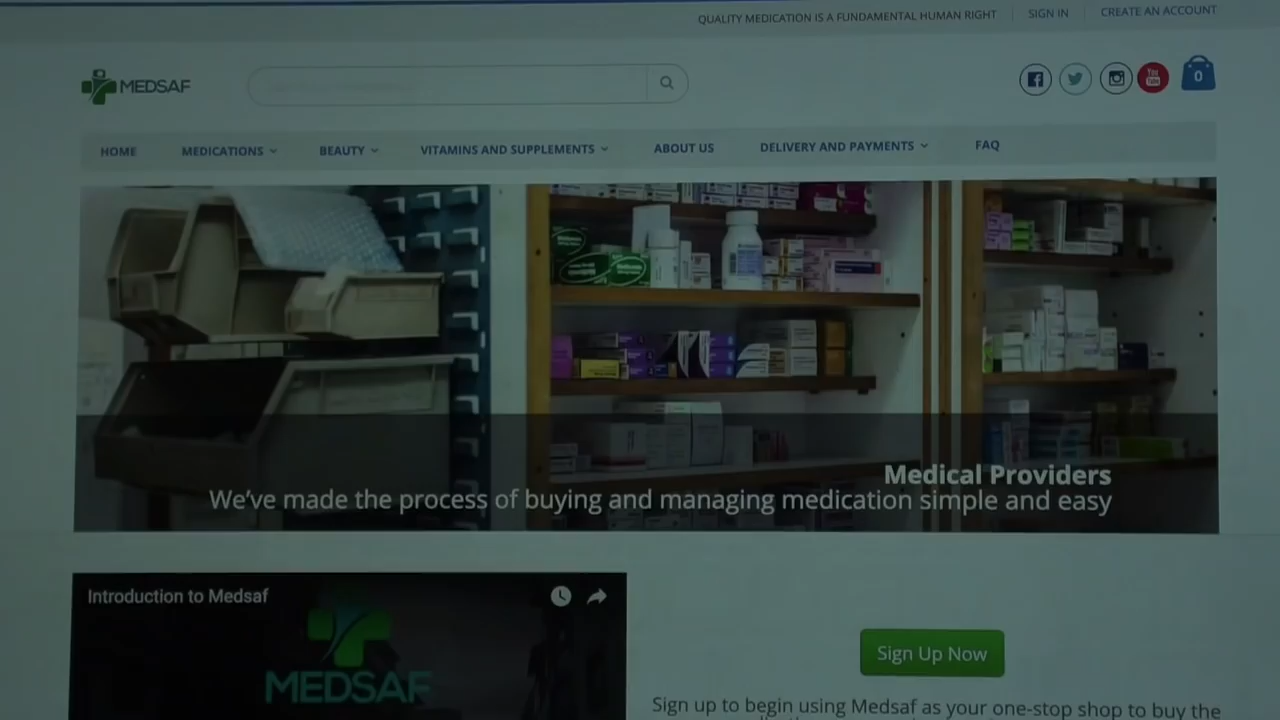 QUALITY MEDICATION IS A FUNDAMENTAL HUMAN RIGHT SIGN IN CREATE AN ACCOUNT
MEDSAF
You Tube
0
HOME MEDICATIONS BEAUTY VITAMINS AND SUPPLEMENTS ABOUT US DELIVERY AND PAYMENTS FAQ
Medical Providers
We've made the process of buying and managing medication simple and easy
Introduction to Medsaf
MEDSAF
Sign Up Now
Sign up to begin using Medsaf as your one-stop shop to buy the